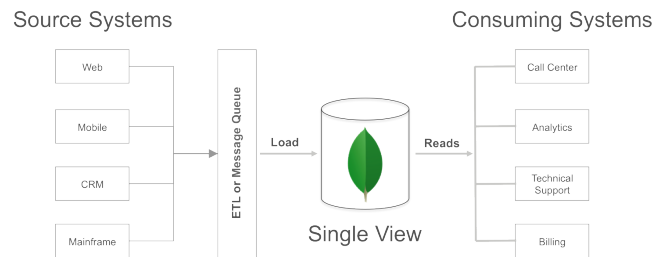 Source Systems
Consuming Systems
Web
Mobile
CRM
Mainframe
ETL or Message Queue
Load
Single View
Reads
Call Center
Analytics
Technical
Support
Billing